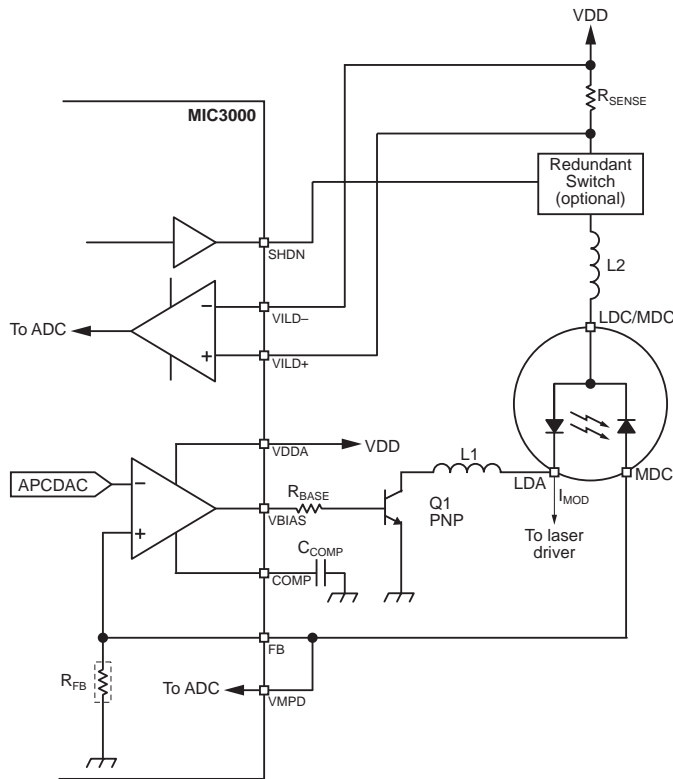 VDD
MIC3000
RSENSE
Redundant
Switch
(optional)
SHDN
L2
VILD–
LDC/MDC
To ADC
VILD+
VDDA
VDD
L1
APCDAC
RBASE
LDA
MDC
VBIAS
Q1
PNP
IMOD
To laser
driver
CCOMP
COMP
FB
RFB
To ADC
VMPD